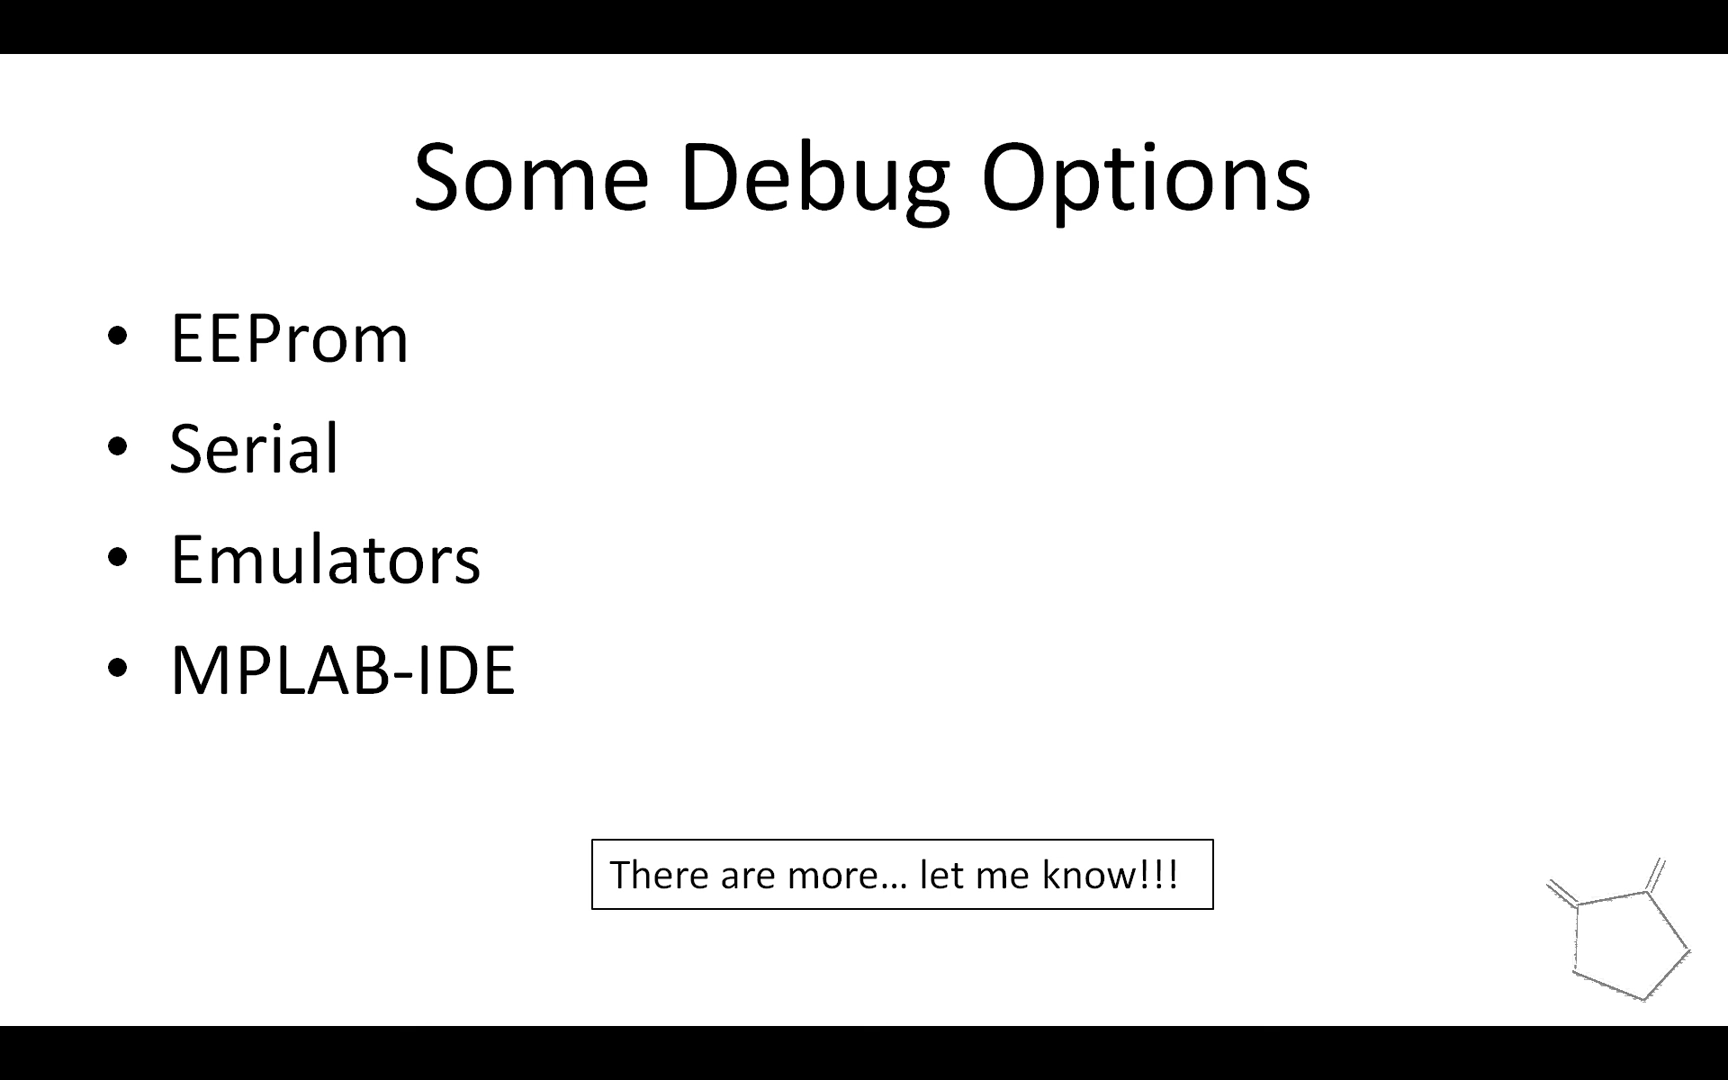 Some Debug Options
• EEProm
• Serial
• Emulators
• MPLAB-IDE
There are more... let me know!!!